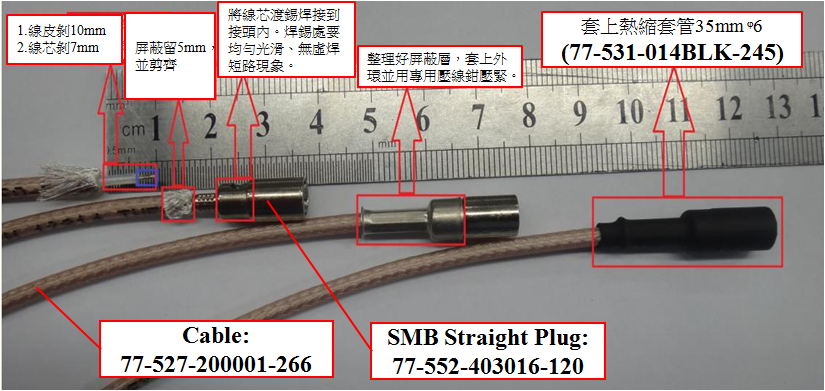 1.線皮剝10mm
2.線芯剝7mm
屏蔽留5mm，
並剪齊
將線芯渡錫焊接到
接頭內。焊錫處要
均勻光滑、無虛焊
短路現象。
整理好屏蔽層，套上外
環並用專用壓線鉗壓緊。
套上熱縮套管35mm φ6
(77-531-014BLK-245)
mm
cm 1 2 3 4 5 6 7 8 9 10 11 12 13
0.5mm
mm
Cable:
77-527-200001-266
SMB Straight Plug:
77-552-403016-120